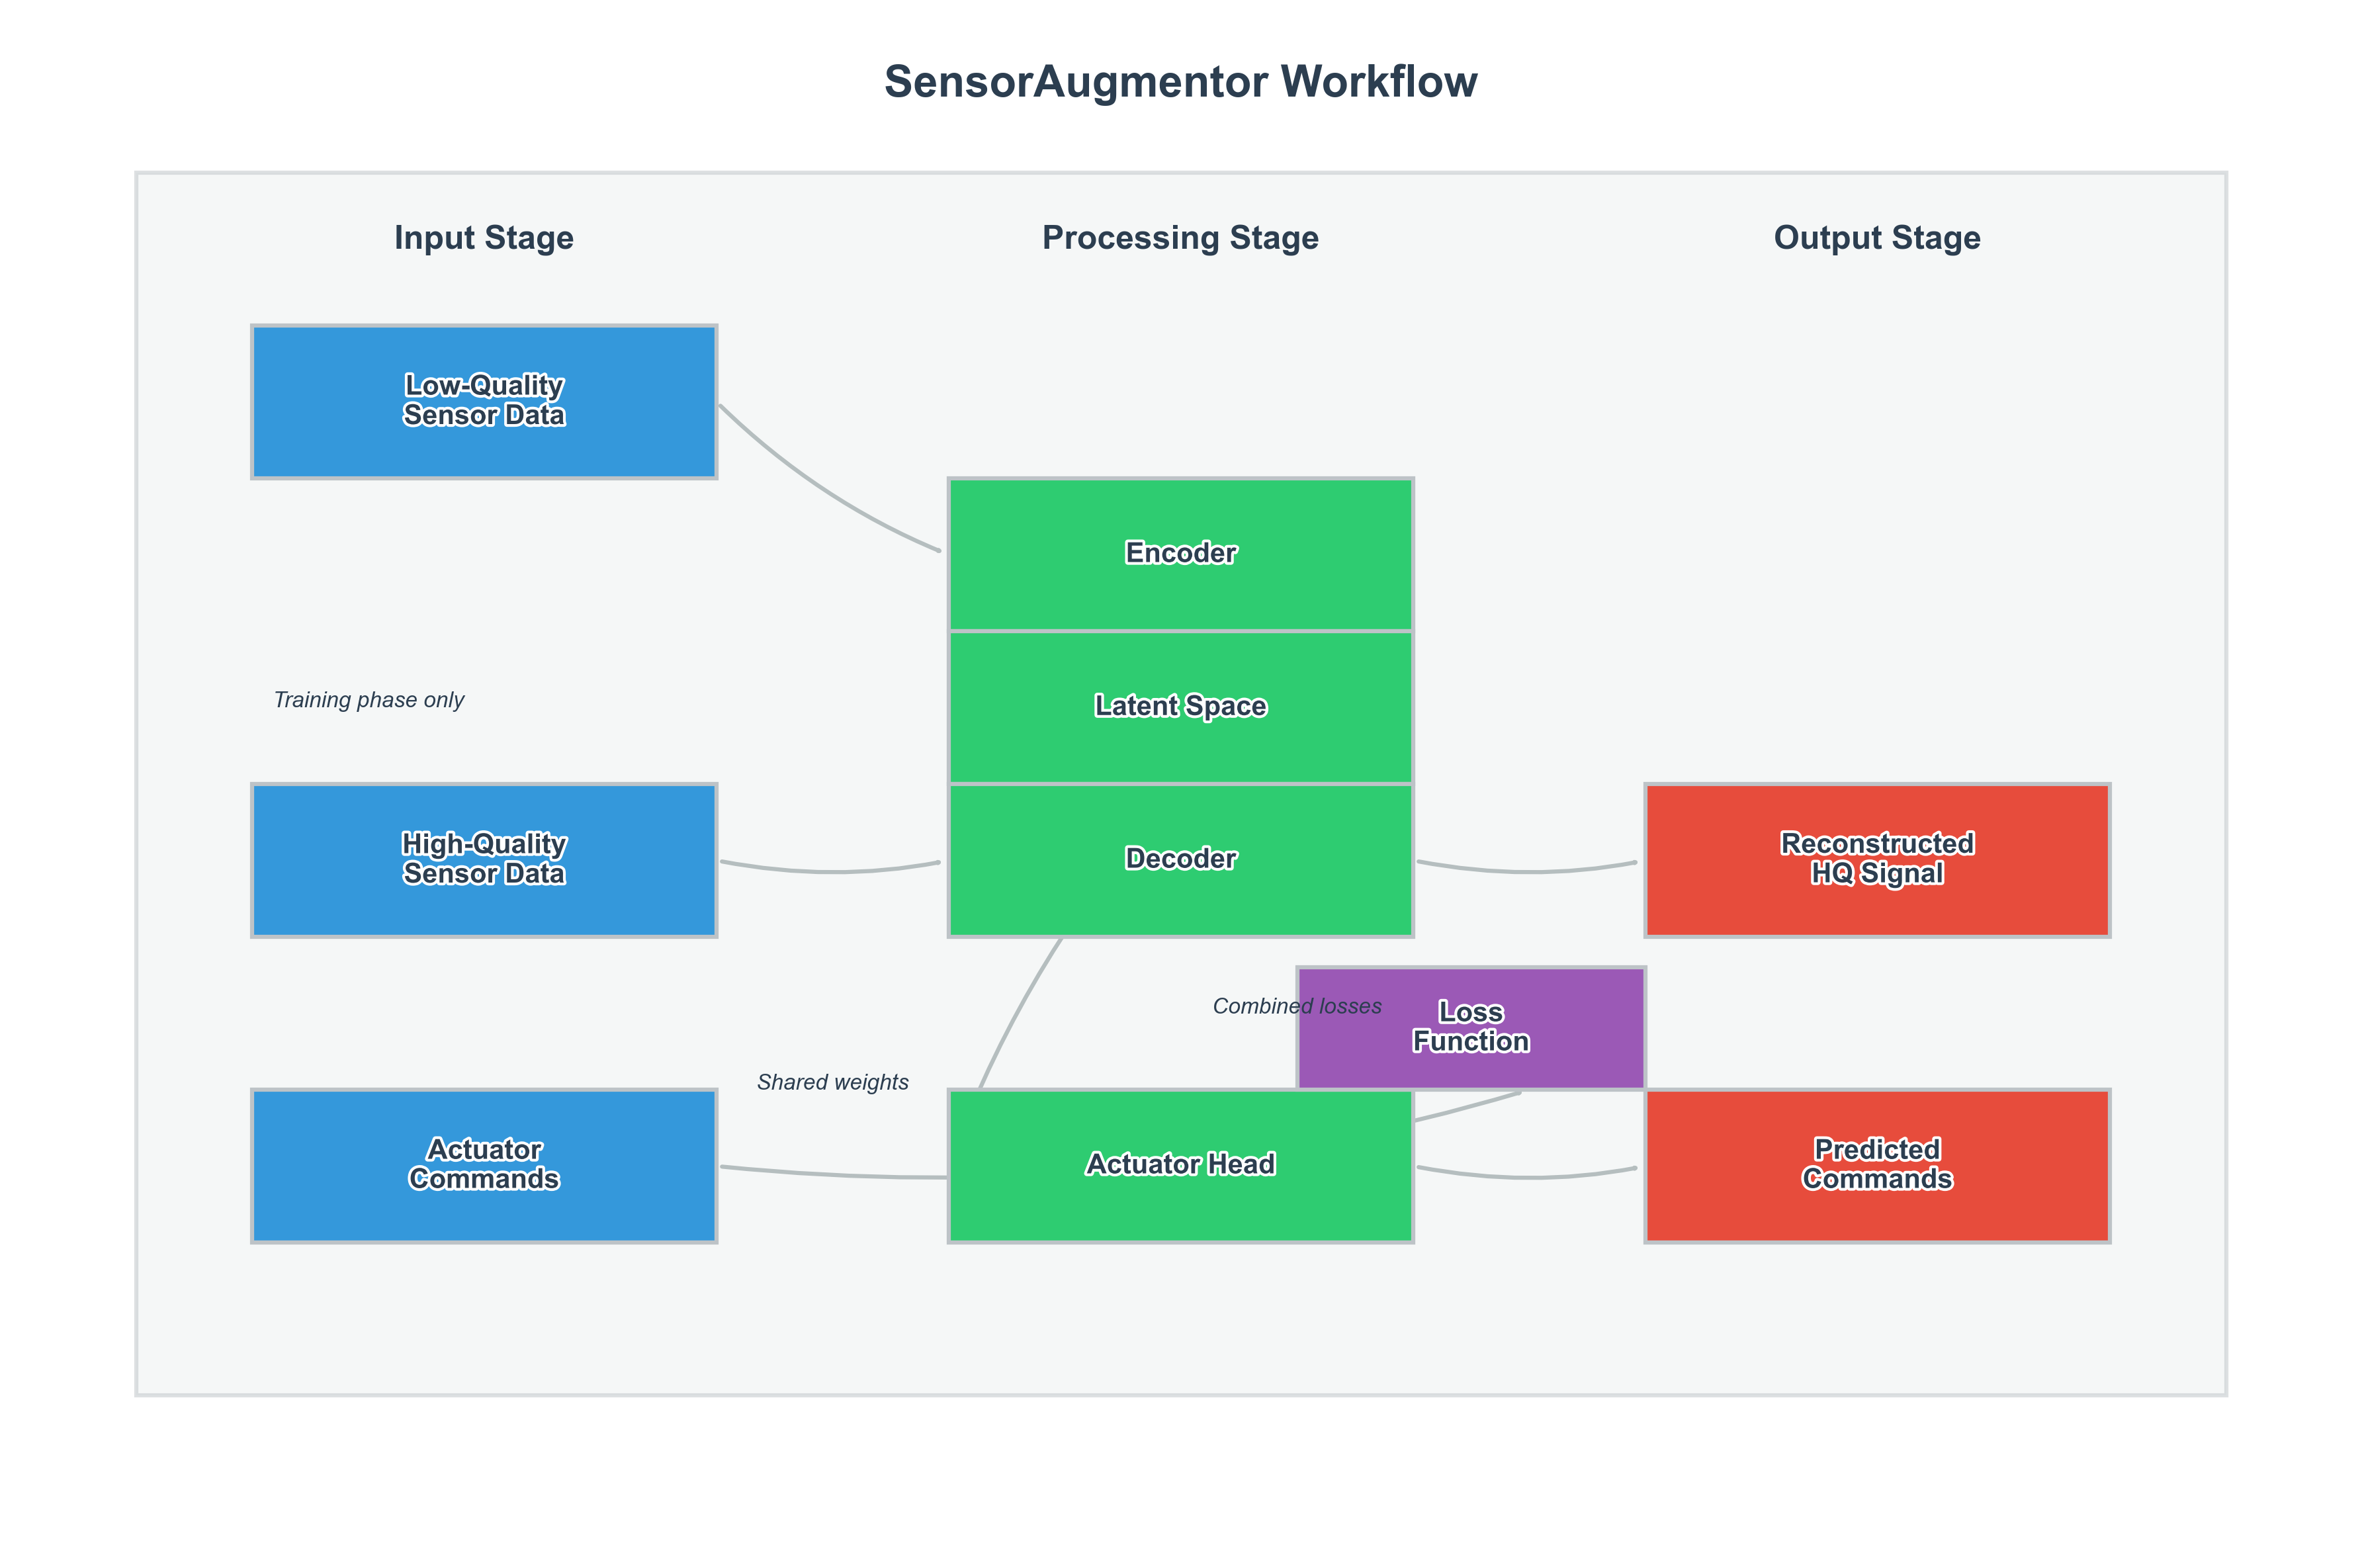 SensorAugmentor Workflow
Input Stage
Processing Stage
Output Stage
Low-Quality
Sensor Data
Encoder
Training phase only
Latent Space
High-Quality
Sensor Data
Decoder
Reconstructed
HQ Signal
Combined losses
Loss
Function
Shared weights
Actuator
Commands
Actuator Head
Predicted
Commands